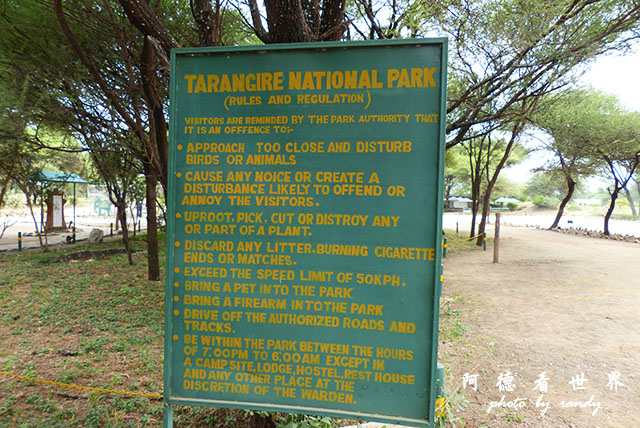 TARANGIRE NATIONAL PARK
(RULES AND REGULATION)
VISITORS ARE REMINDED BY THE PARK AUTHORITY THAT
IT IS AN OFFENCE TO:-
• APPROACH TOO CLOSE AND DISTURB
BIRDS OR ANIMALS
• CAUSE ANY NOICE OR CREATE A
DISTURBANCE LIKELY TO OFFEND OR
ANNOY THE VISITORS.
• UPROOT, PICK, CUT OR DISTROY ANY
OR PART OF A PLANT.
• DISCARD ANY LITTER. BURNING CIGARETTE
ENDS OR MATCHES.
• EXCEED THE SPEED LIMIT OF 50KPH.
• BRING A PET INTO THE PARK
• BRING A FIREARM INTO THE PARK
• DRIVE OFF THE AUTHORIZED ROADS AND
TRACKS.
• BE WITHIN THE PARK BETWEEN THE HOURS
OF 7.00PM TO 6.00AM EXCEPT IN
A CAMPSITE, LODGE, HOSTEL, REST HOUSE
AND ANY OTHER PLACE AT THE
DISCRETION OF THE WARDEN.
阿德看世界
photo by randy